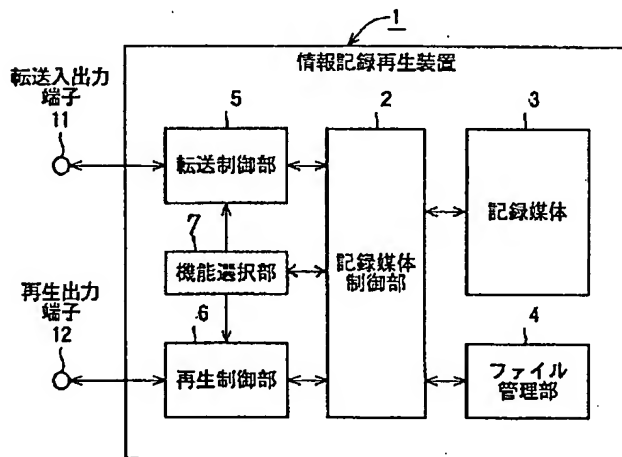 1
情報記録再生装置
転送入出力
端子
11
5
転送制御部
2
記録媒体
制御部
3
記録媒体
7
機能選択部
再生出力
端子
12
6
再生制御部
4
ファイル
管理部